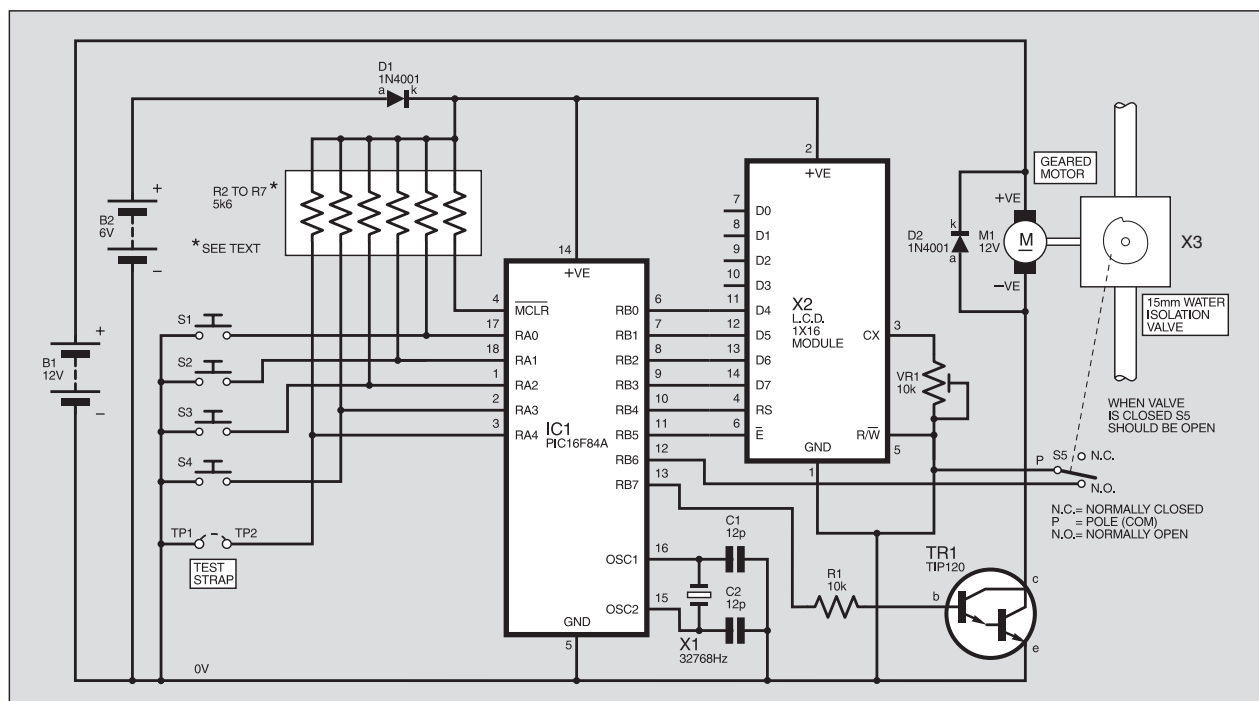 D1
1N4001
a
k
2
+VE
GEARED
MOTOR
R2 TO R7 *
5k6
* SEE TEXT
+
B2
6V
–
7
D0
8
D1
9
D2
10
D3
11
D4
12
D5
13
D6
14
D7
4
RS
6
E
X2
L.C.D.
1X16
MODULE
CX
3
VR1
10k
R/W
5
GND
1
k
D2
1N4001
a
+VE
M1
12V
M
–VE
X3
15mm WATER
ISOLATION
VALVE
WHEN VALVE
IS CLOSED S5
SHOULD BE OPEN
P
S5
N.C.
N.O.
N.C.= NORMALLY CLOSED
P = POLE (COM)
N.O.= NORMALLY OPEN
14
+VE
4
MCLR
17
RA0
18
RA1
1
RA2
2
RA3
3
RA4
IC1
PIC16F84A
RB0
6
RB1
7
RB2
8
RB3
9
RB4
10
RB5
11
RB6
12
RB7
13
OSC1
16
OSC2
15
GND
5
S1
S2
S3
S4
+
B1
12V
–
TP1
TP2
TEST
STRAP
C1
12p
C2
12p
X1
32768Hz
R1
10k
TR1
TIP120
b
c
e
0V